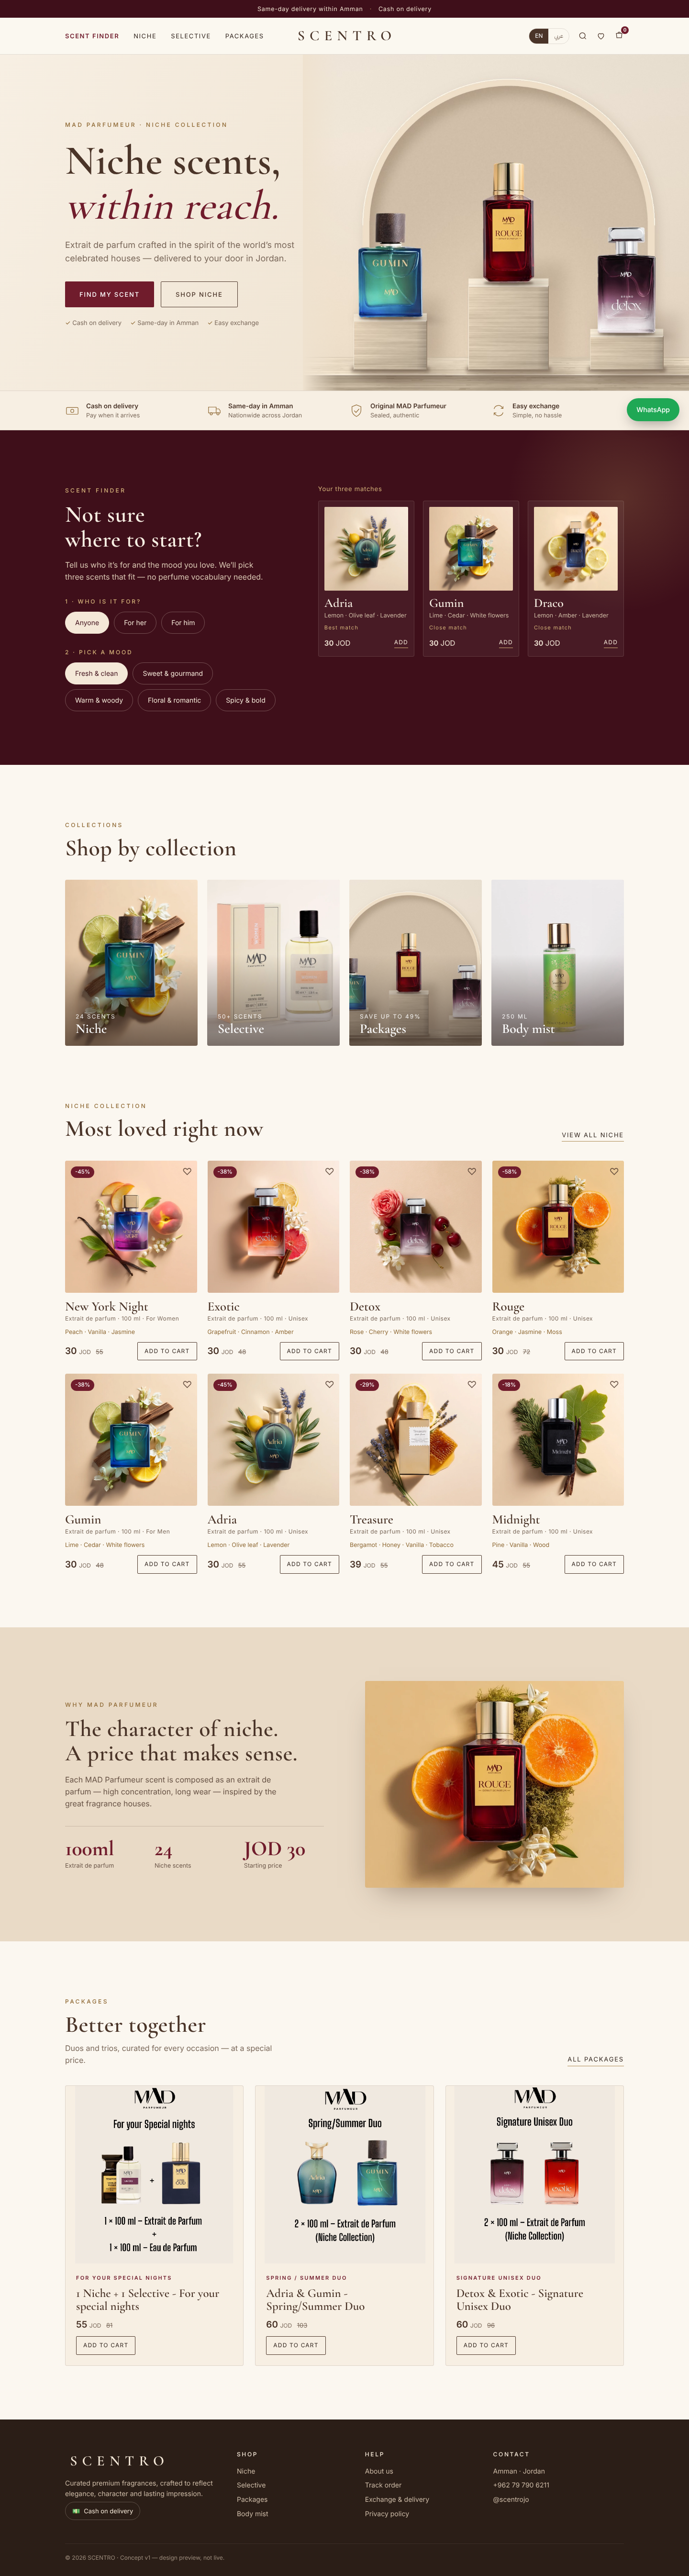 Same-day delivery within Amman · Cash on delivery
SCENT FINDER NICHE SELECTIVE PACKAGES
SCENTRO
EN عربي
0
MAD PARFUMEUR · NICHE COLLECTION
Niche scents,
within reach.
Extrait de parfum crafted in the spirit of the world's most
celebrated houses — delivered to your door in Jordan.
FIND MY SCENT
SHOP NICHE
✓ Cash on delivery ✓ Same-day in Amman ✓ Easy exchange
GUMIN
MAD
MAD
ROUGE
MAD
detox
Cash on delivery
Pay when it arrives
Same-day in Amman
Nationwide across Jordan
Original MAD Parfumeur
Sealed, authentic
Easy exchange
Simple, no hassle
WhatsApp
SCENT FINDER
Not sure
where to start?
Tell us who it's for and the mood you love. We'll pick
three scents that fit — no perfume vocabulary needed.
1 · WHO IS IT FOR?
Anyone For her For him
2 · PICK A MOOD
Fresh & clean Sweet & gourmand
Warm & woody Floral & romantic Spicy & bold
Your three matches
Adria
Lemon · Olive leaf · Lavender
Best match
30 JOD ADD
Gumin
Lime · Cedar · White flowers
Close match
30 JOD ADD
Draco
Lemon · Amber · Lavender
Close match
30 JOD ADD
COLLECTIONS
Shop by collection
GUMIN
24 SCENTS
Niche
MAD
50+ SCENTS
Selective
MAD
ROUGE
SAVE UP TO 49%
Packages
250 ML
Body mist
NICHE COLLECTION
Most loved right now
VIEW ALL NICHE
-45%
New York Night
Extrait de parfum · 100 ml · For Women
Peach · Vanilla · Jasmine
30 JOD 55 ADD TO CART
-38%
Exotic
Extrait de parfum · 100 ml · Unisex
Grapefruit · Cinnamon · Amber
30 JOD 48 ADD TO CART
-38%
Detox
Extrait de parfum · 100 ml · Unisex
Rose · Cherry · White flowers
30 JOD 48 ADD TO CART
-58%
Rouge
Extrait de parfum · 100 ml · Unisex
Orange · Jasmine · Moss
30 JOD 72 ADD TO CART
-38%
Gumin
Extrait de parfum · 100 ml · For Men
Lime · Cedar · White flowers
30 JOD 48 ADD TO CART
-45%
Adria
Extrait de parfum · 100 ml · Unisex
Lemon · Olive leaf · Lavender
30 JOD 55 ADD TO CART
-29%
Treasure
Extrait de parfum · 100 ml · Unisex
Bergamot · Honey · Vanilla · Tobacco
39 JOD 55 ADD TO CART
-18%
Midnight
Extrait de parfum · 100 ml · Unisex
Pine · Vanilla · Wood
45 JOD 55 ADD TO CART
WHY MAD PARFUMEUR
The character of niche.
A price that makes sense.
Each MAD Parfumeur scent is composed as an extrait de
parfum — high concentration, long wear — inspired by the
great fragrance houses.
100ml
Extrait de parfum
24
Niche scents
JOD 30
Starting price
MAD
ROUGE
PACKAGES
Better together
Duos and trios, curated for every occasion — at a special
price.
ALL PACKAGES
MAD
PARFUMEUR
For your Special nights
+
1 × 100 ml – Extrait de Parfum
+
1 × 100 ml – Eau de Parfum
FOR YOUR SPECIAL NIGHTS
1 Niche + 1 Selective - For your
special nights
55 JOD 81
ADD TO CART
MAD
PARFUMEUR
Spring/Summer Duo
Adria
GUMIN
2 × 100 ml – Extrait de Parfum
(Niche Collection)
SPRING / SUMMER DUO
Adria & Gumin -
Spring/Summer Duo
60 JOD 103
ADD TO CART
MAD
PARFUMEUR
Signature Unisex Duo
2 × 100 ml – Extrait de Parfum
(Niche Collection)
SIGNATURE UNISEX DUO
Detox & Exotic - Signature
Unisex Duo
60 JOD 96
ADD TO CART
SCENTRO
Curated premium fragrances, crafted to reflect
elegance, character and lasting impression.
Cash on delivery
SHOP
Niche
Selective
Packages
Body mist
HELP
About us
Track order
Exchange & delivery
Privacy policy
CONTACT
Amman · Jordan
+962 79 790 6211
@scentrojo
© 2026 SCENTRO · Concept v1 — design preview, not live.